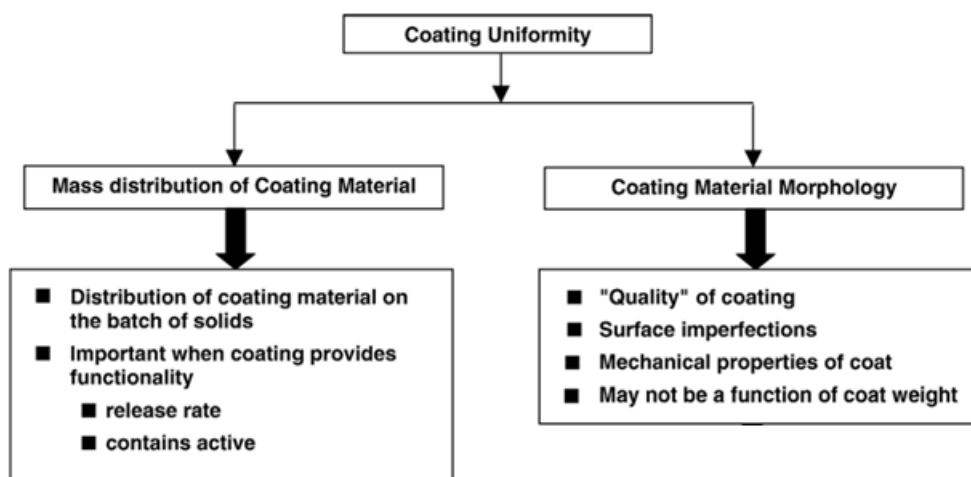 Coating Uniformity
Mass distribution of Coating Material
Coating Material Morphology
Distribution of coating material on
the batch of solids
Important when coating provides
functionality
release rate
contains active
"Quality" of coating
Surface imperfections
Mechanical properties of coat
May not be a function of coat weight